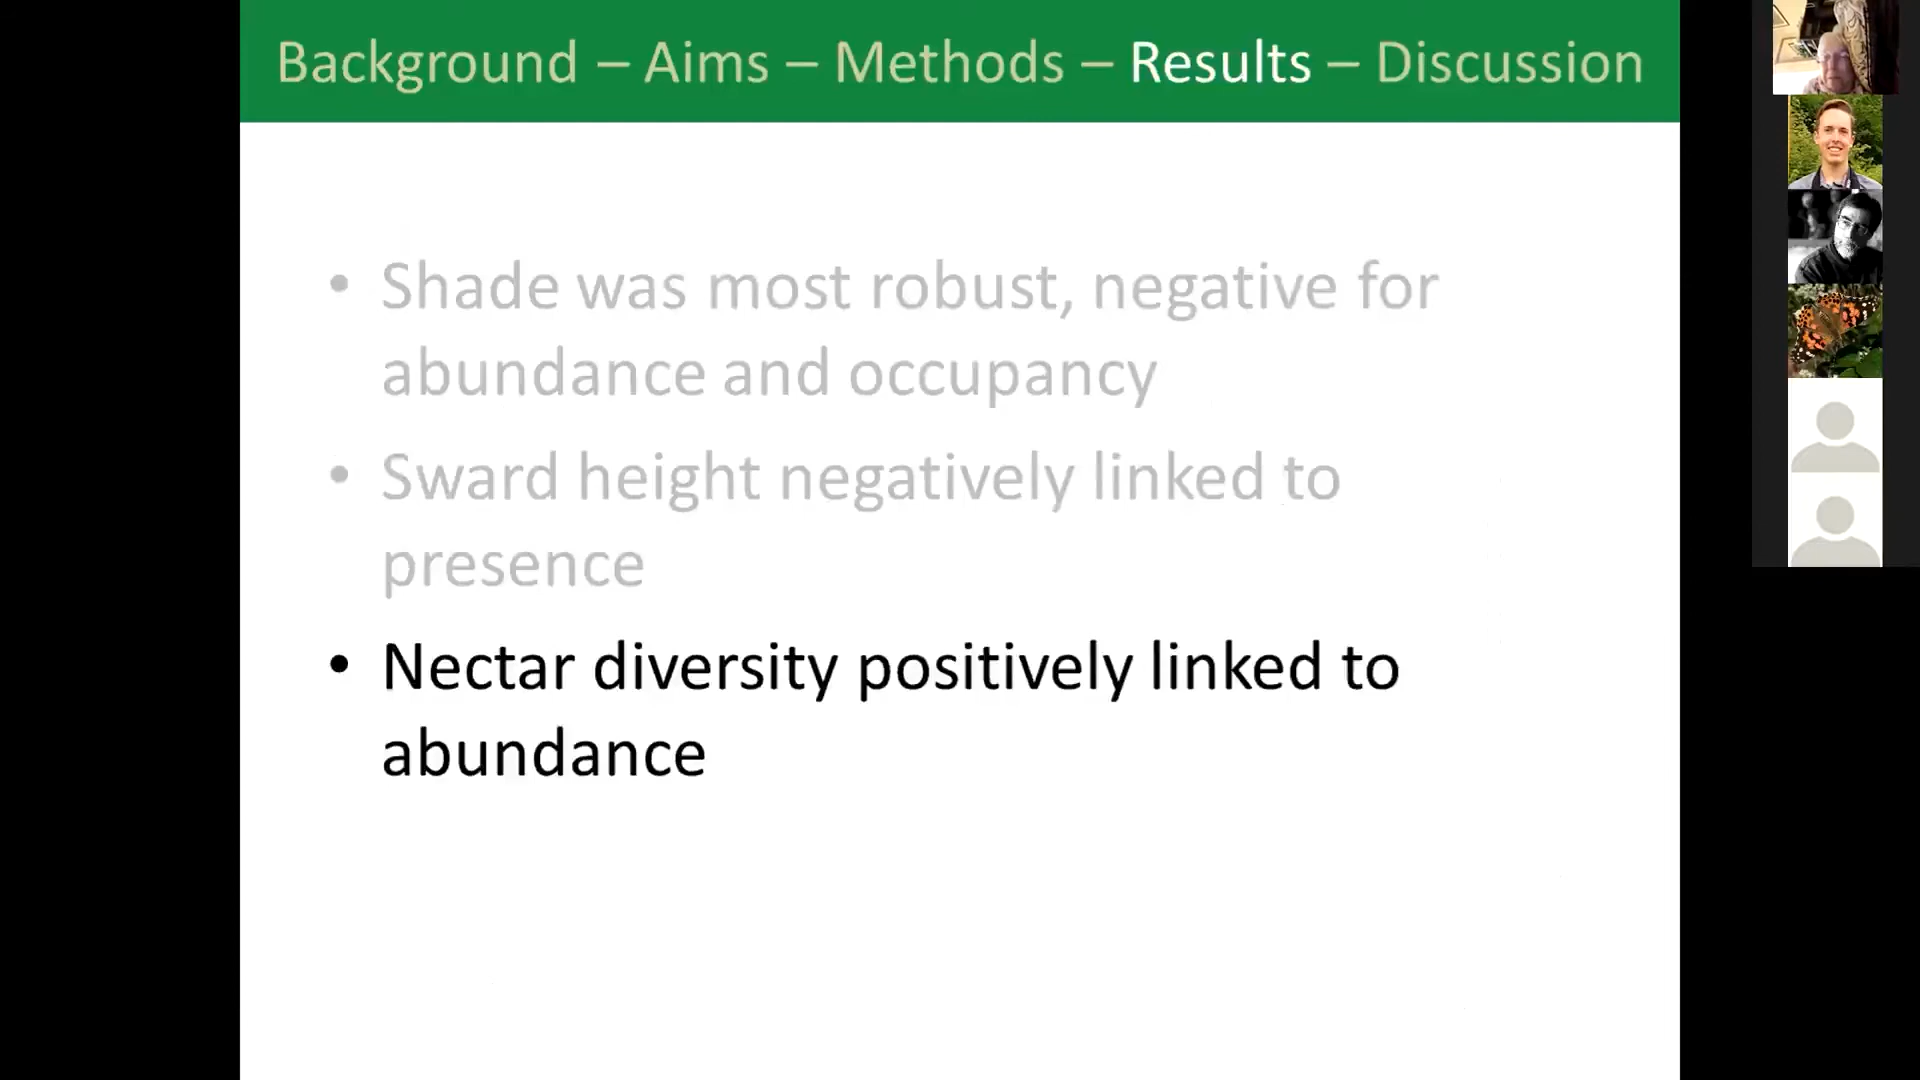 Background – Aims – Methods – Results – Discussion
• Shade was most robust, negative for
abundance and occupancy
• Sward height negatively linked to
presence
• Nectar diversity positively linked to
abundance